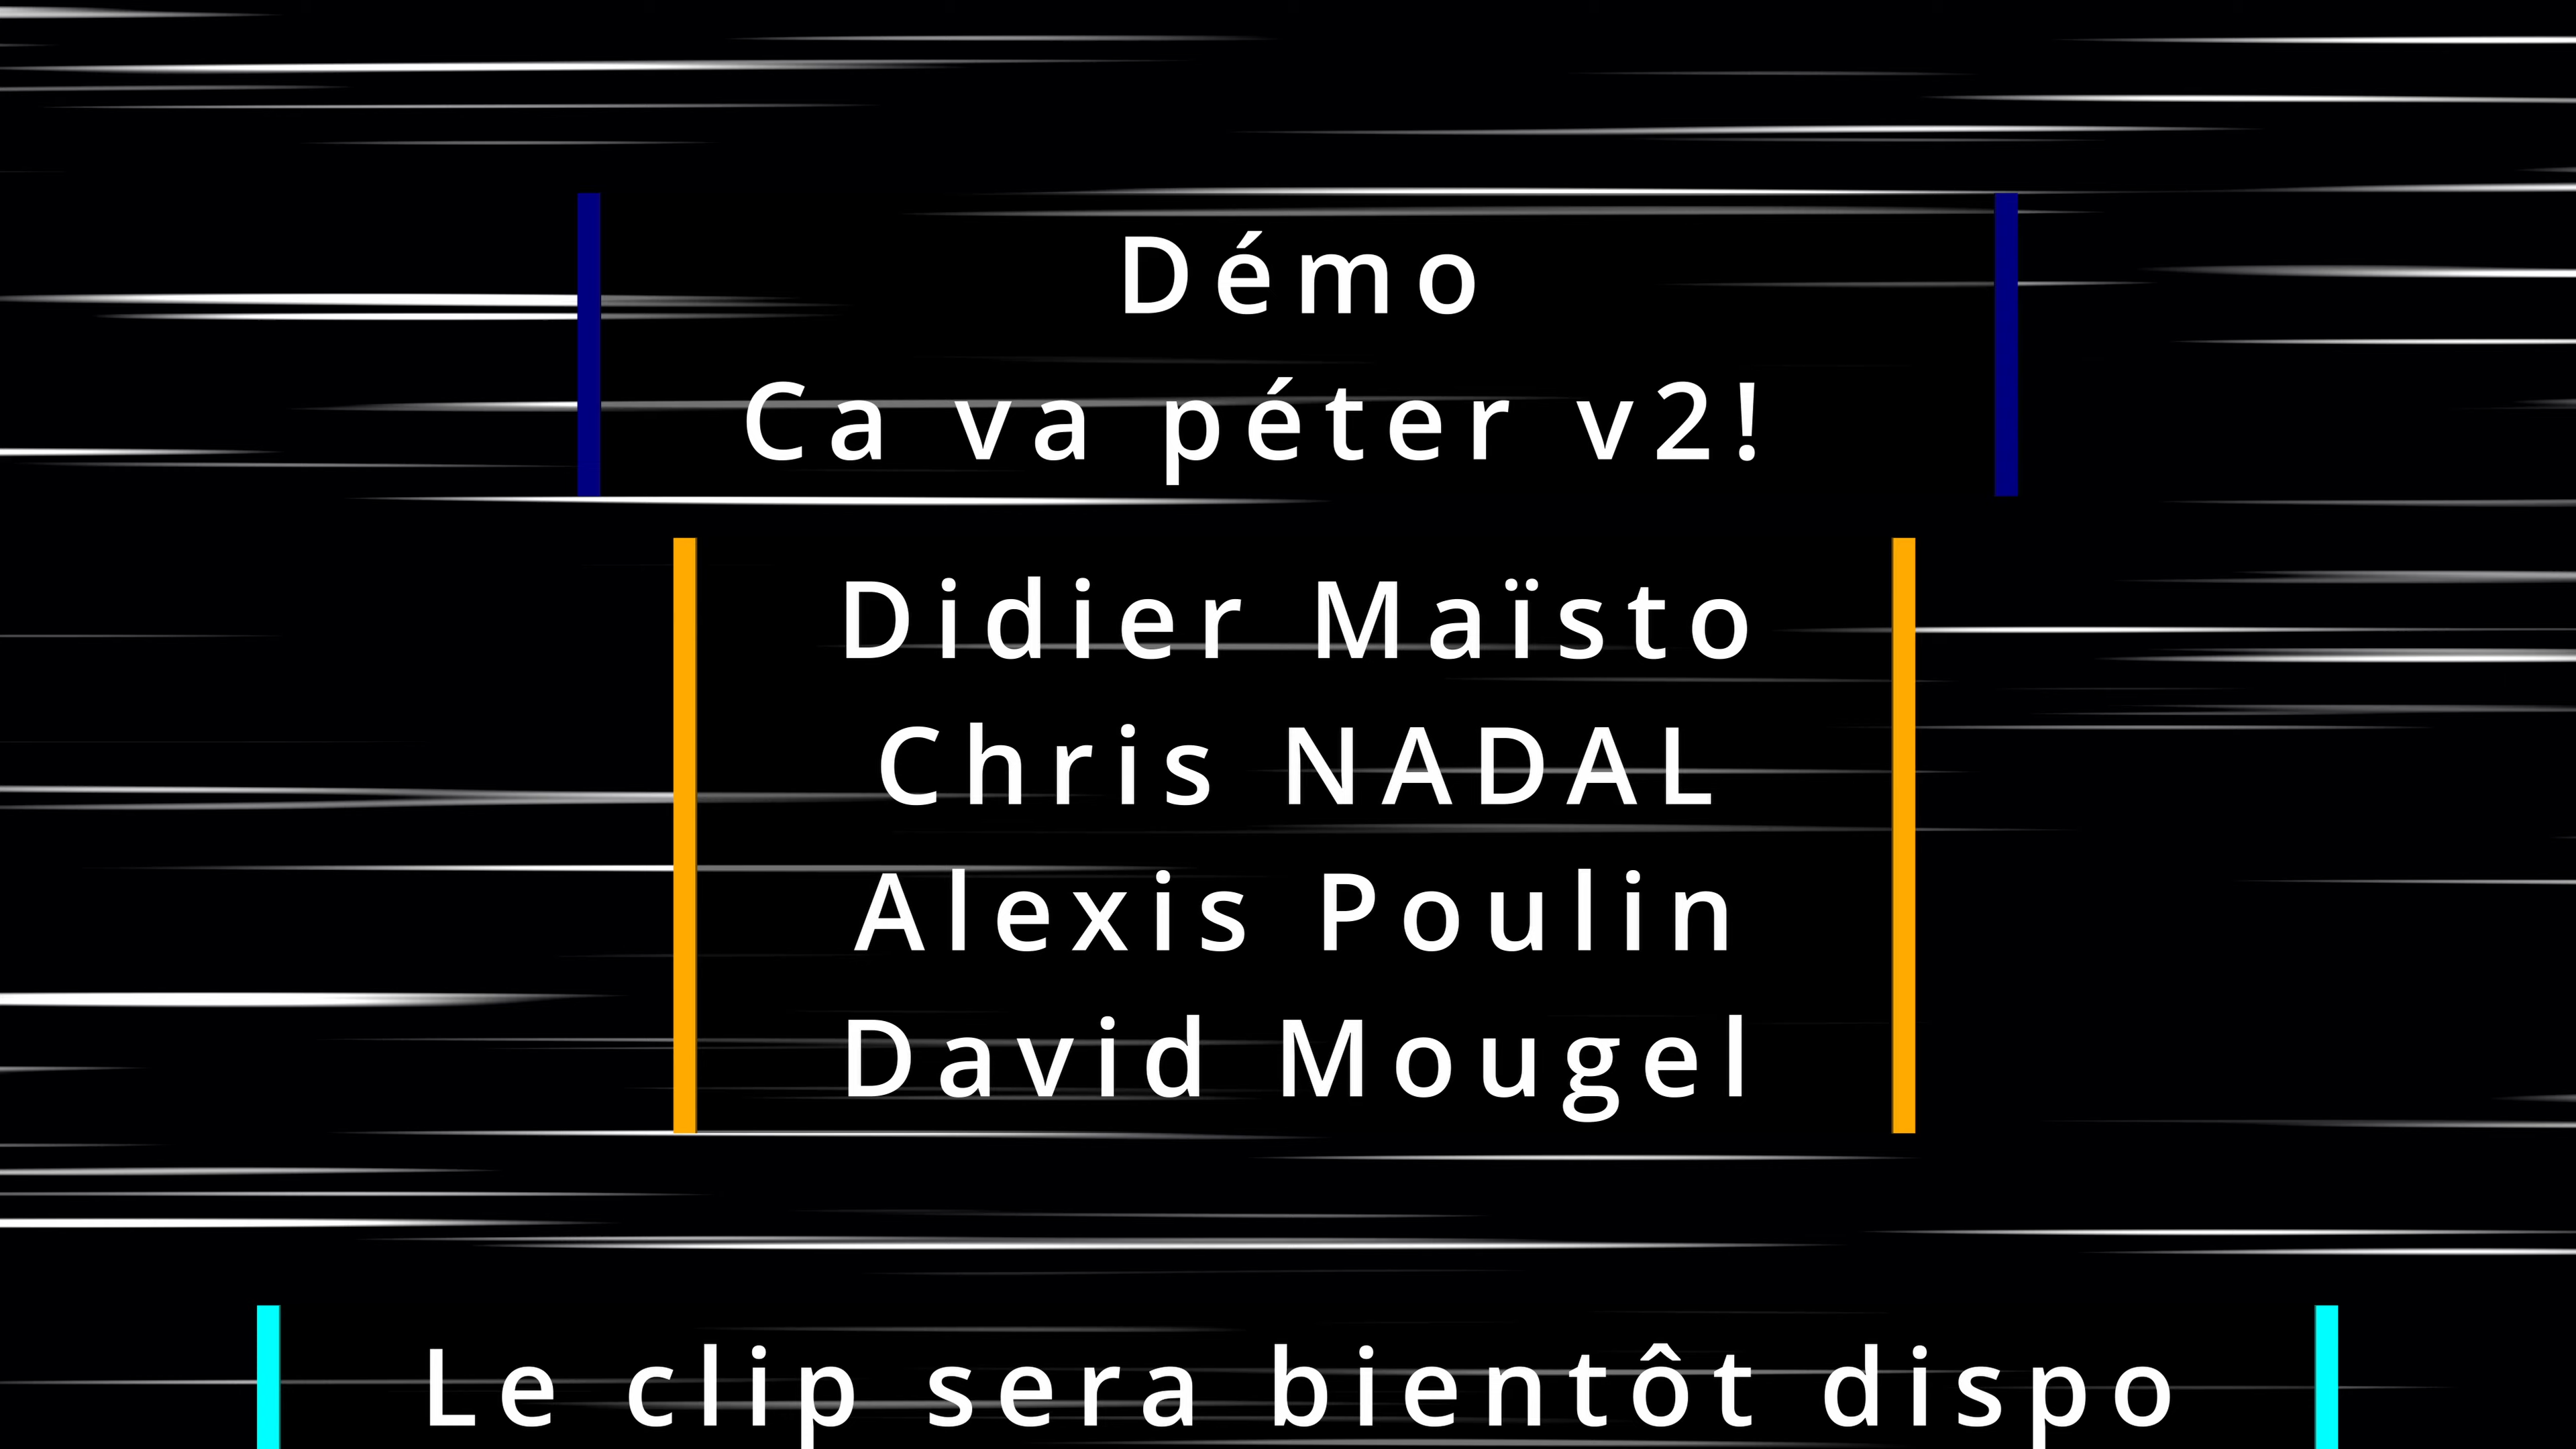 Démo
Ca va péter v2!
Didier Maïsto
Chris NADAL
Alexis Poulin
David Mougel
Le clip sera bientôt dispo